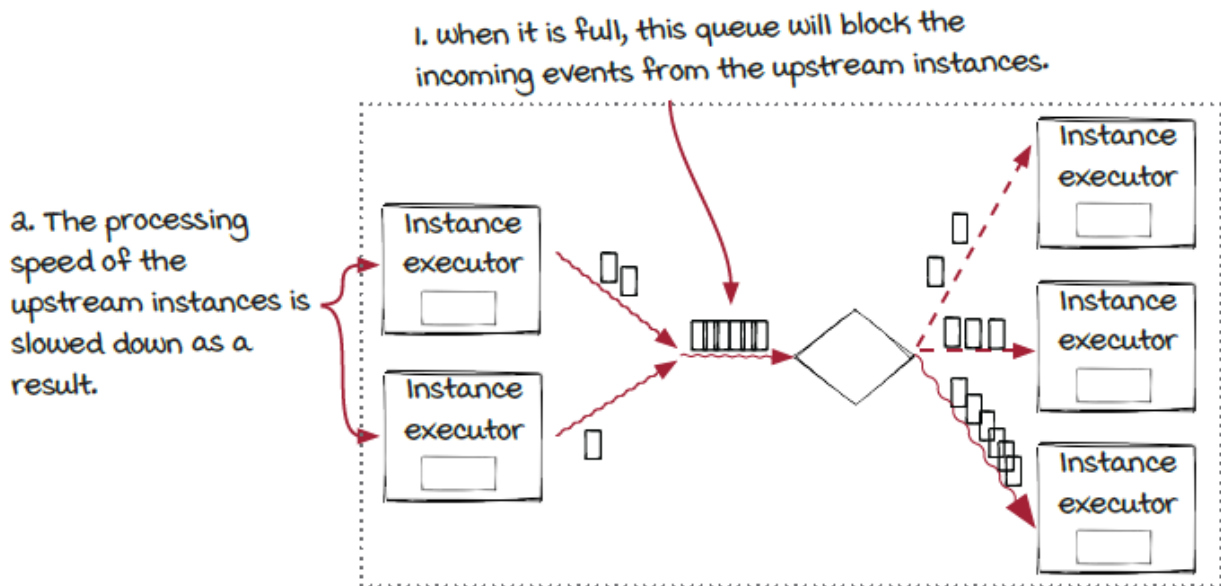 1. When it is full, this queue will block the
incoming events from the upstream instances.
2. The processing
speed of the
upstream instances is
slowed down as a
result.
Instance
executor
Instance
executor
Instance
executor
Instance
executor
Instance
executor